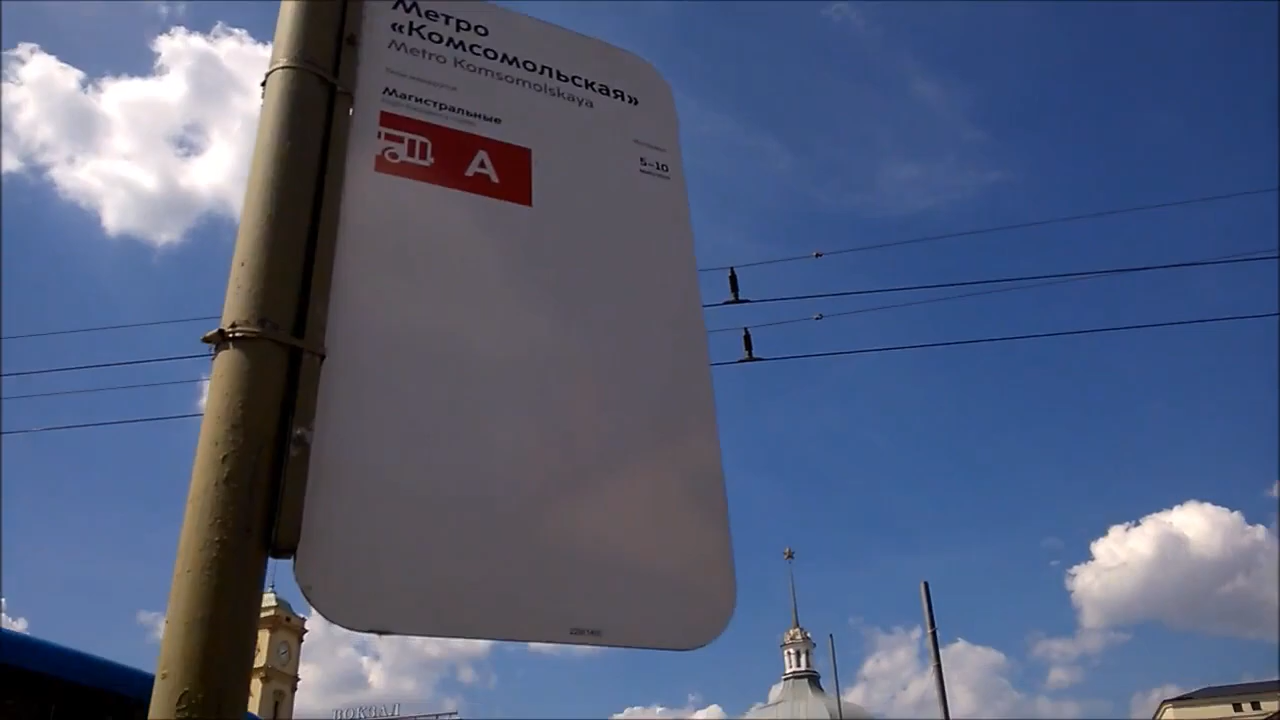 Метро
«Комсомольская»
Metro Komsomolskaya
Магистральные
А
5–10
ВОКЗАЛ